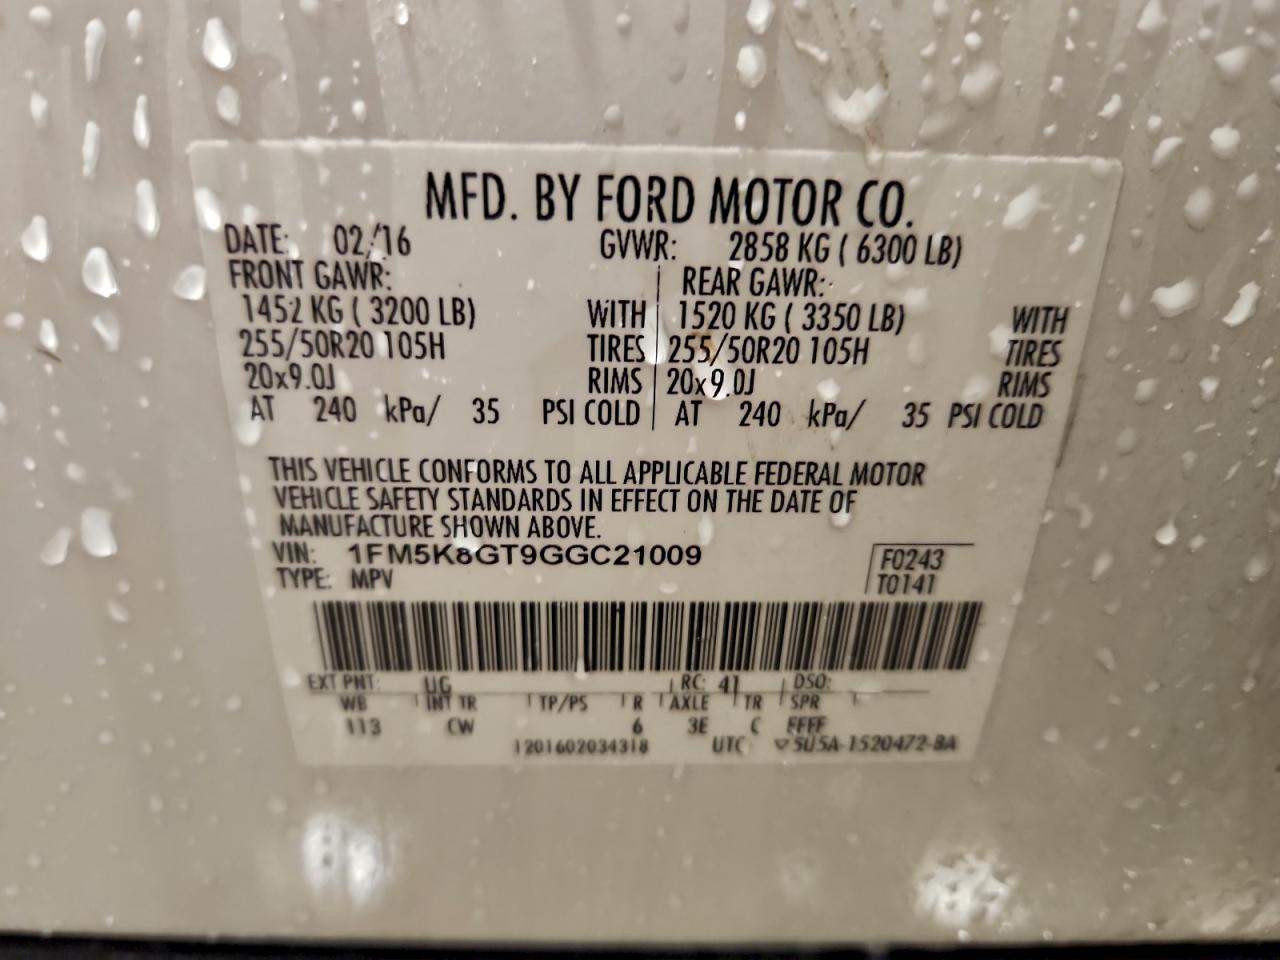 MFD. BY FORD MOTOR CO.
DATE: 02/16 GVWR: 2858 KG ( 6300 LB)
FRONT GAWR: REAR GAWR:
1452 KG ( 3200 LB) WITH 1520 KG ( 3350 LB) WITH
255/50R20 105H TIRES 255/50R20 105H TIRES
20x9.0J RIMS 20x9.0J RIMS
AT 240 kPa/ 35 PSI COLD AT 240 kPa/ 35 PSI COLD
THIS VEHICLE CONFORMS TO ALL APPLICABLE FEDERAL MOTOR
VEHICLE SAFETY STANDARDS IN EFFECT ON THE DATE OF
MANUFACTURE SHOWN ABOVE.
VIN: 1FM5K8GT9GGC21009
TYPE: MPV
F0243
T0141
EXT PNT: UG RC: 41 DSO:
WB INT TR TP/PS R AXLE TR SPR
113 CW 6 3E C FFFF
1201602034318 UTC ▽5U5A-1520472-BA